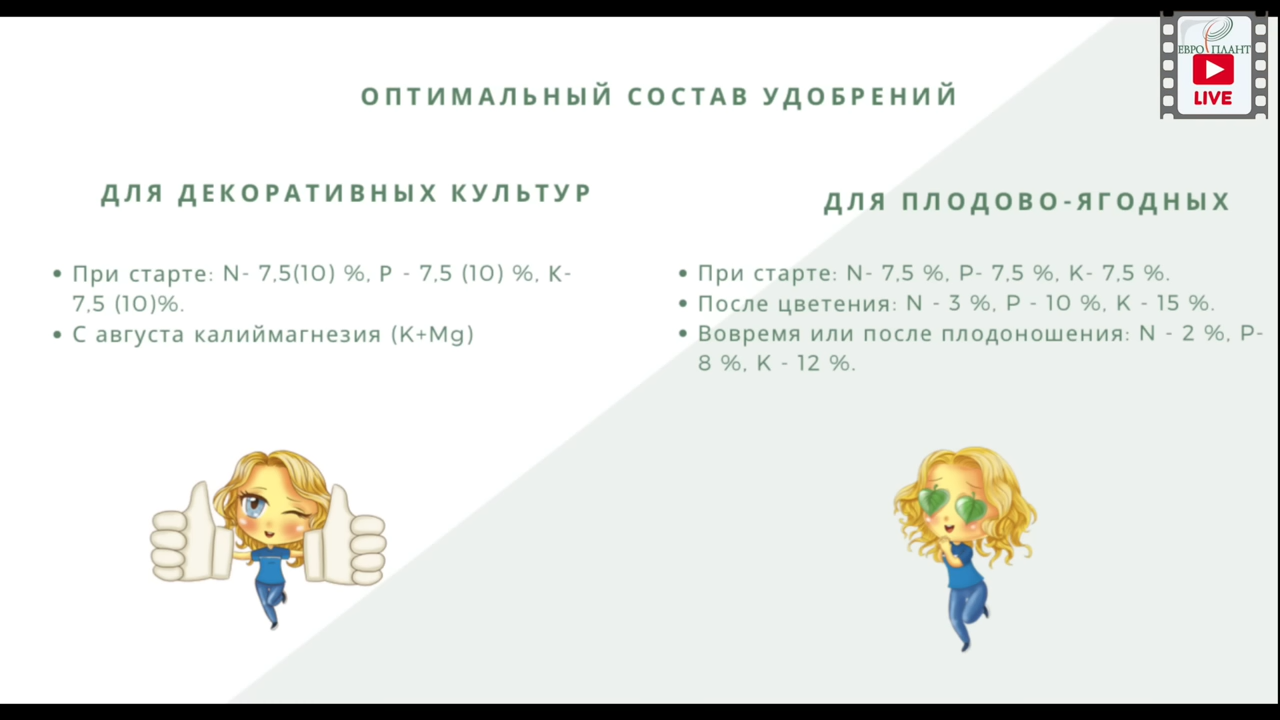 ЕВРО ПЛАНТ
LIVE
ОПТИМАЛЬНЫЙ СОСТАВ УДОБРЕНИЙ
ДЛЯ ДЕКОРАТИВНЫХ КУЛЬТУР
• При старте: N- 7,5(10) %, P - 7,5 (10) %, К-
7,5 (10)%.
• С августа калиймагнезия (K+Mg)
ДЛЯ ПЛОДОВО-ЯГОДНЫХ
• При старте: N- 7,5 %, P- 7,5 %, K- 7,5 %.
• После цветения: N - 3 %, P - 10 %, K - 15 %.
• Вовремя или после плодоношения: N - 2 %, P-
8 %, K - 12 %.